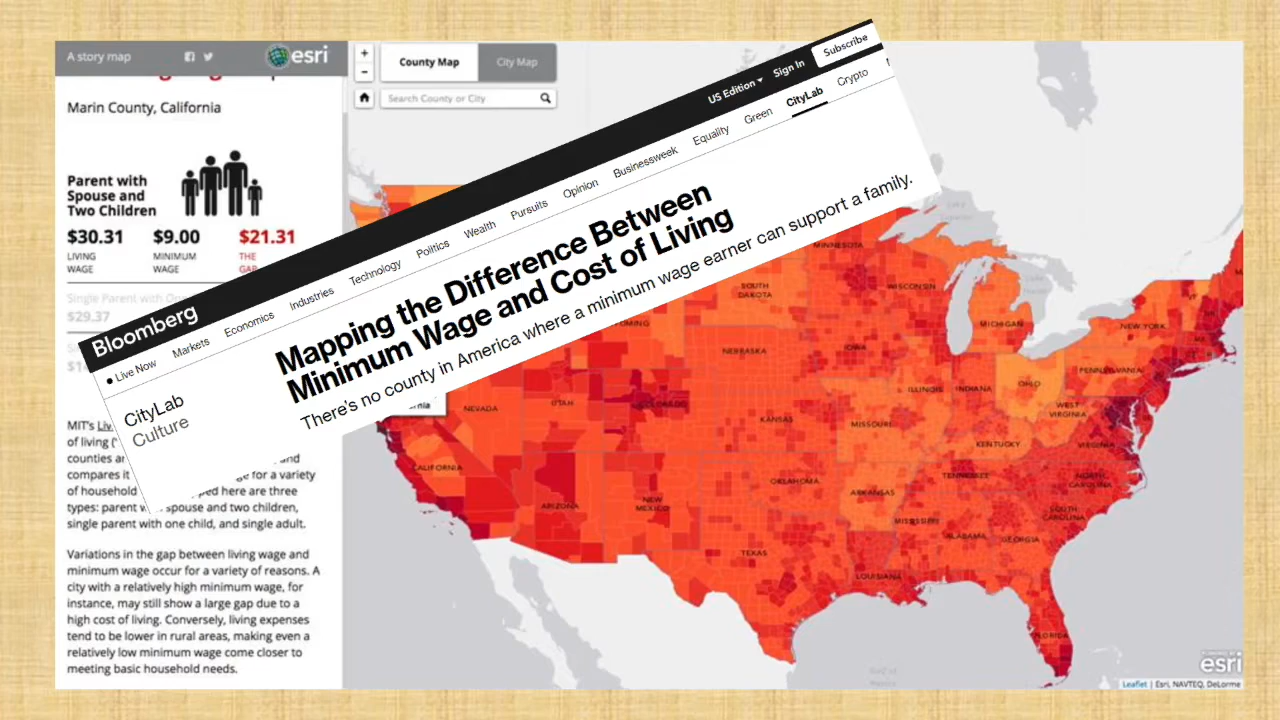 A story map
esri
County Map
City Map
Search County or City
Marin County, California
Parent with
Spouse and
Two Children
$30.31
$9.00
$21.31
LIVING
WAGE
MINIMUM
WAGE
THE
GAP
Single Parent with
$29.37
US Edition
Sign In
Subscribe
Bloomberg
Live Now
Markets
Economics
Industries
Technology
Politics
Wealth
Pursuits
Opinion
Businessweek
Equality
Green
CityLab
Crypto
CityLab
Culture
Mapping the Difference Between
Minimum Wage and Cost of Living
There's no county in America where a minimum wage earner can support a family.
MIT's
of living
counties and
compares it for a variety
of household here are three
types: parent spouse and two children,
single parent with one child, and single adult.
Variations in the gap between living wage and
minimum wage occur for a variety of reasons. A
city with a relatively high minimum wage, for
instance, may still show a large gap due to a
high cost of living. Conversely, living expenses
tend to be lower in rural areas, making even a
relatively low minimum wage come closer to
meeting basic household needs.
MINNESOTA
SOUTH
DAKOTA
WISCONSIN
MICHIGAN
NEW YORK
VT
NEBRASKA
IOWA
ILLINOIS
INDIANA
OHIO
PENNSYLVANIA
NEVADA
UTAH
COLORADO
KANSAS
MISSOURI
WEST
VIRGINIA
VIRGINIA
KENTUCKY
CALIFORNIA
ARIZONA
NEW
MEXICO
OKLAHOMA
ARKANSAS
TENNESSEE
NORTH
CAROLINA
SOUTH
CAROLINA
MISSISSIPPI
ALABAMA
GEORGIA
TEXAS
LOUISIANA
FLORIDA
esri
Leaflet | Esri, NAVTEQ, DeLorme